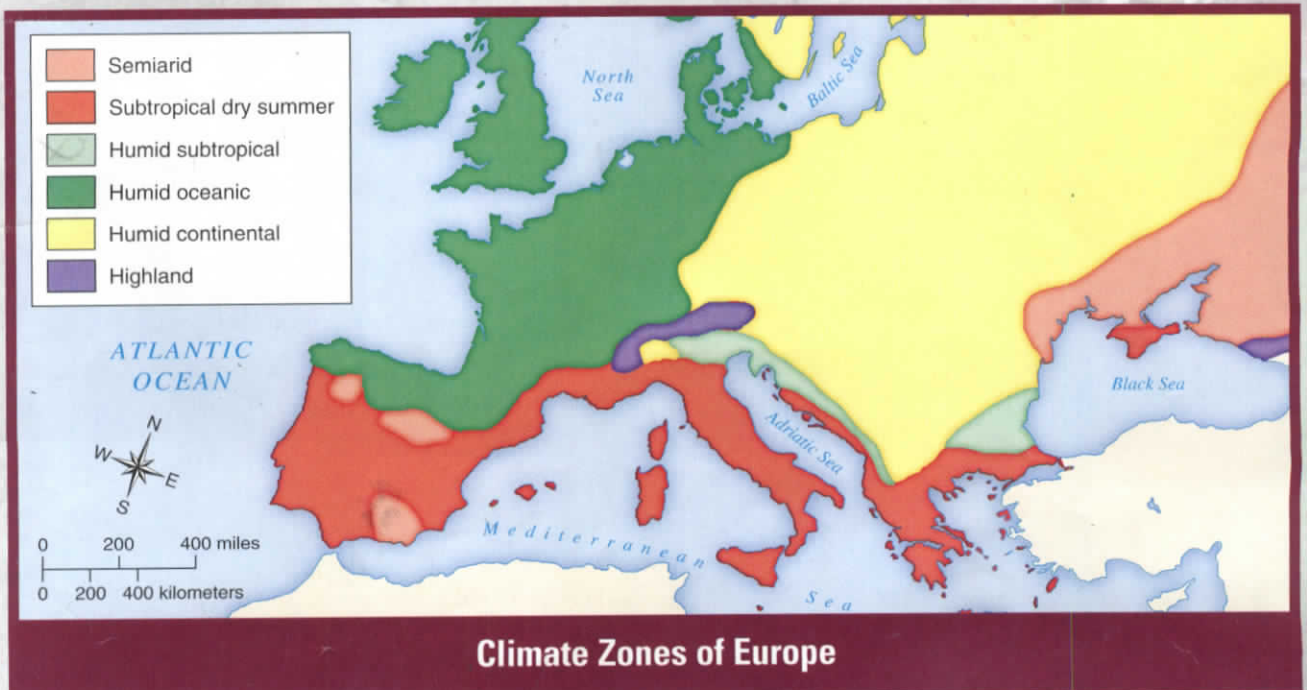 Semiarid
Subtropical dry summer
Humid subtropical
Humid oceanic
Humid continental
Highland
North
Sea
Baltic Sea
ATLANTIC
OCEAN
Black Sea
Adriatic Sea
N
W
E
S
Mediterranean
Sea
0 200 400 miles
0 200 400 kilometers
Climate Zones of Europe